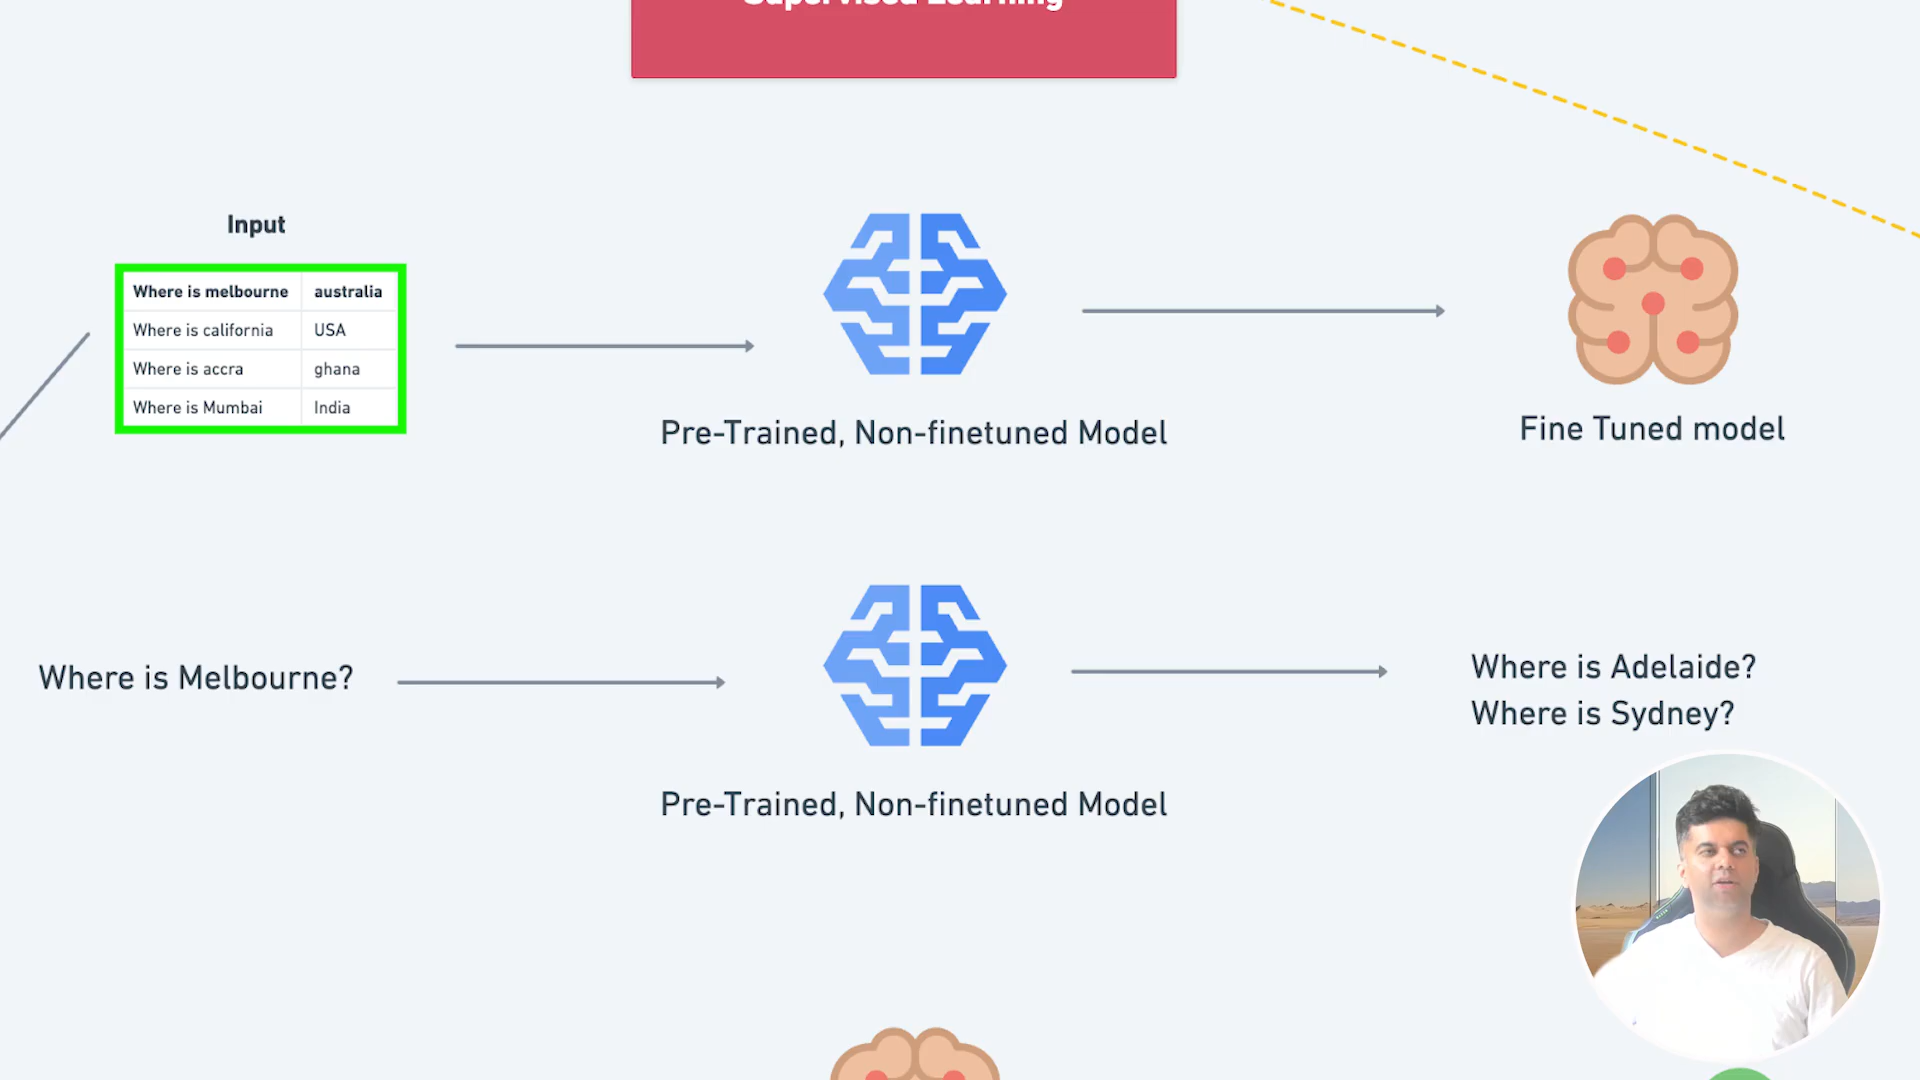 Supervised Learning
Input
Where is melbourne australia
Where is california USA
Where is accra ghana
Where is Mumbai India
Pre-Trained, Non-finetuned Model
Fine Tuned model
Where is Melbourne?
Where is Adelaide?
Where is Sydney?
Pre-Trained, Non-finetuned Model